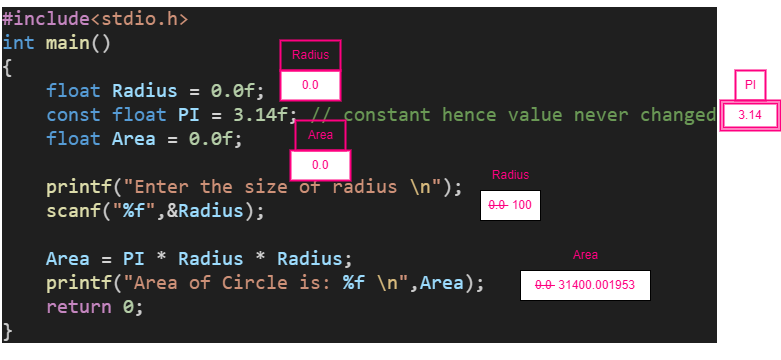 #include<stdio.h>
int main()
Radius
{
float Radius = 0.0f;
0.0
PI
const float PI = 3.14f; // constant hence value never changed
3.14
float Area = 0.0f;
Area
0.0
printf("Enter the size of radius \n");
Radius
scanf("%f",&Radius);
0.0 100
Area = PI * Radius * Radius;
Area
printf("Area of Circle is: %f \n",Area);
0.0 31400.001953
return 0;
}